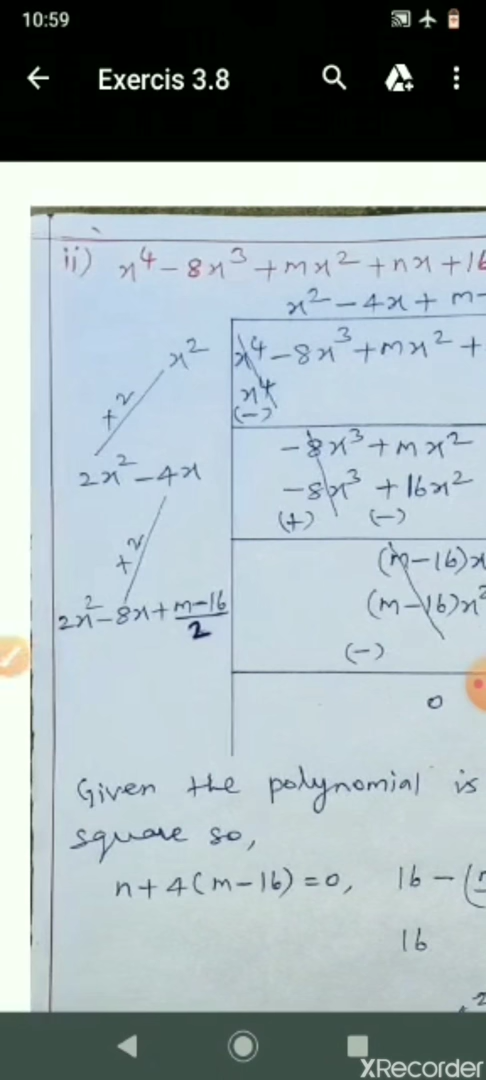 10:59
Exercis 3.8
ii) x⁴ - 8x³ + mx² + nx + 16
x² - 4x + m-
x² x⁴ - 8x³ + mx² +
x⁴
(-)
×2
-8x³ + mx²
2x² - 4x -8x³ + 16x²
(+) (-)
×2
(m-16)x
2x² - 8x + m-16/2 (m-16)x²
(-)
0
Given the polynomial is
square so,
n + 4(m-16) = 0, 16 - (
16
XRecorder